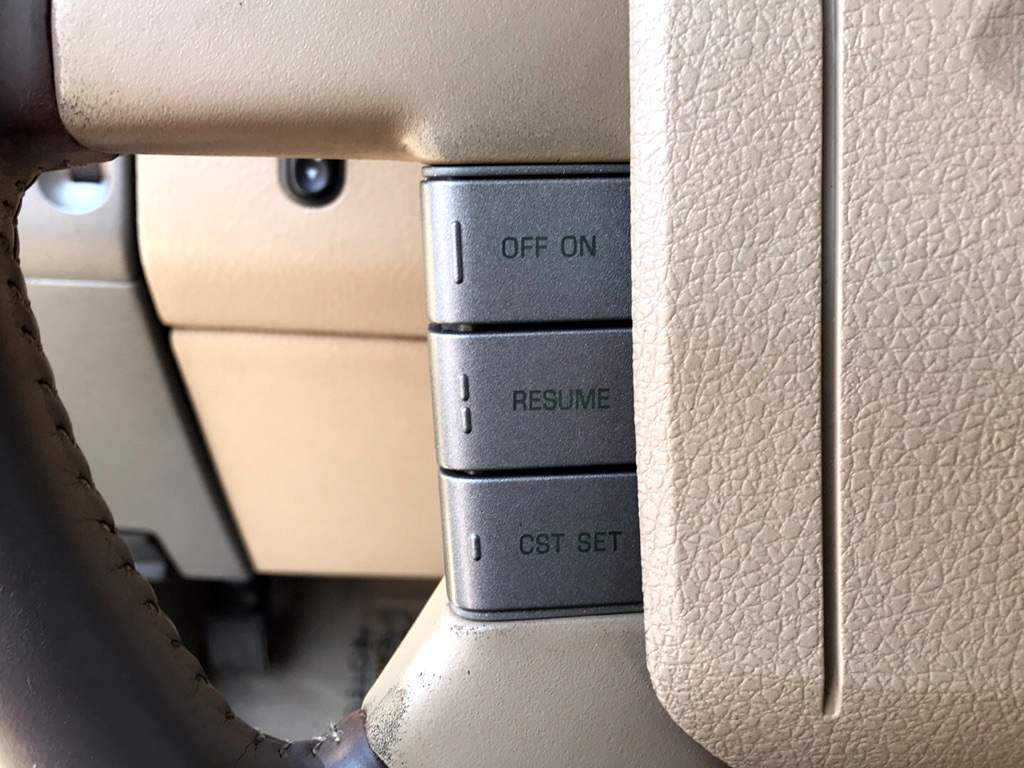 OFF ON
RESUME
CST SET